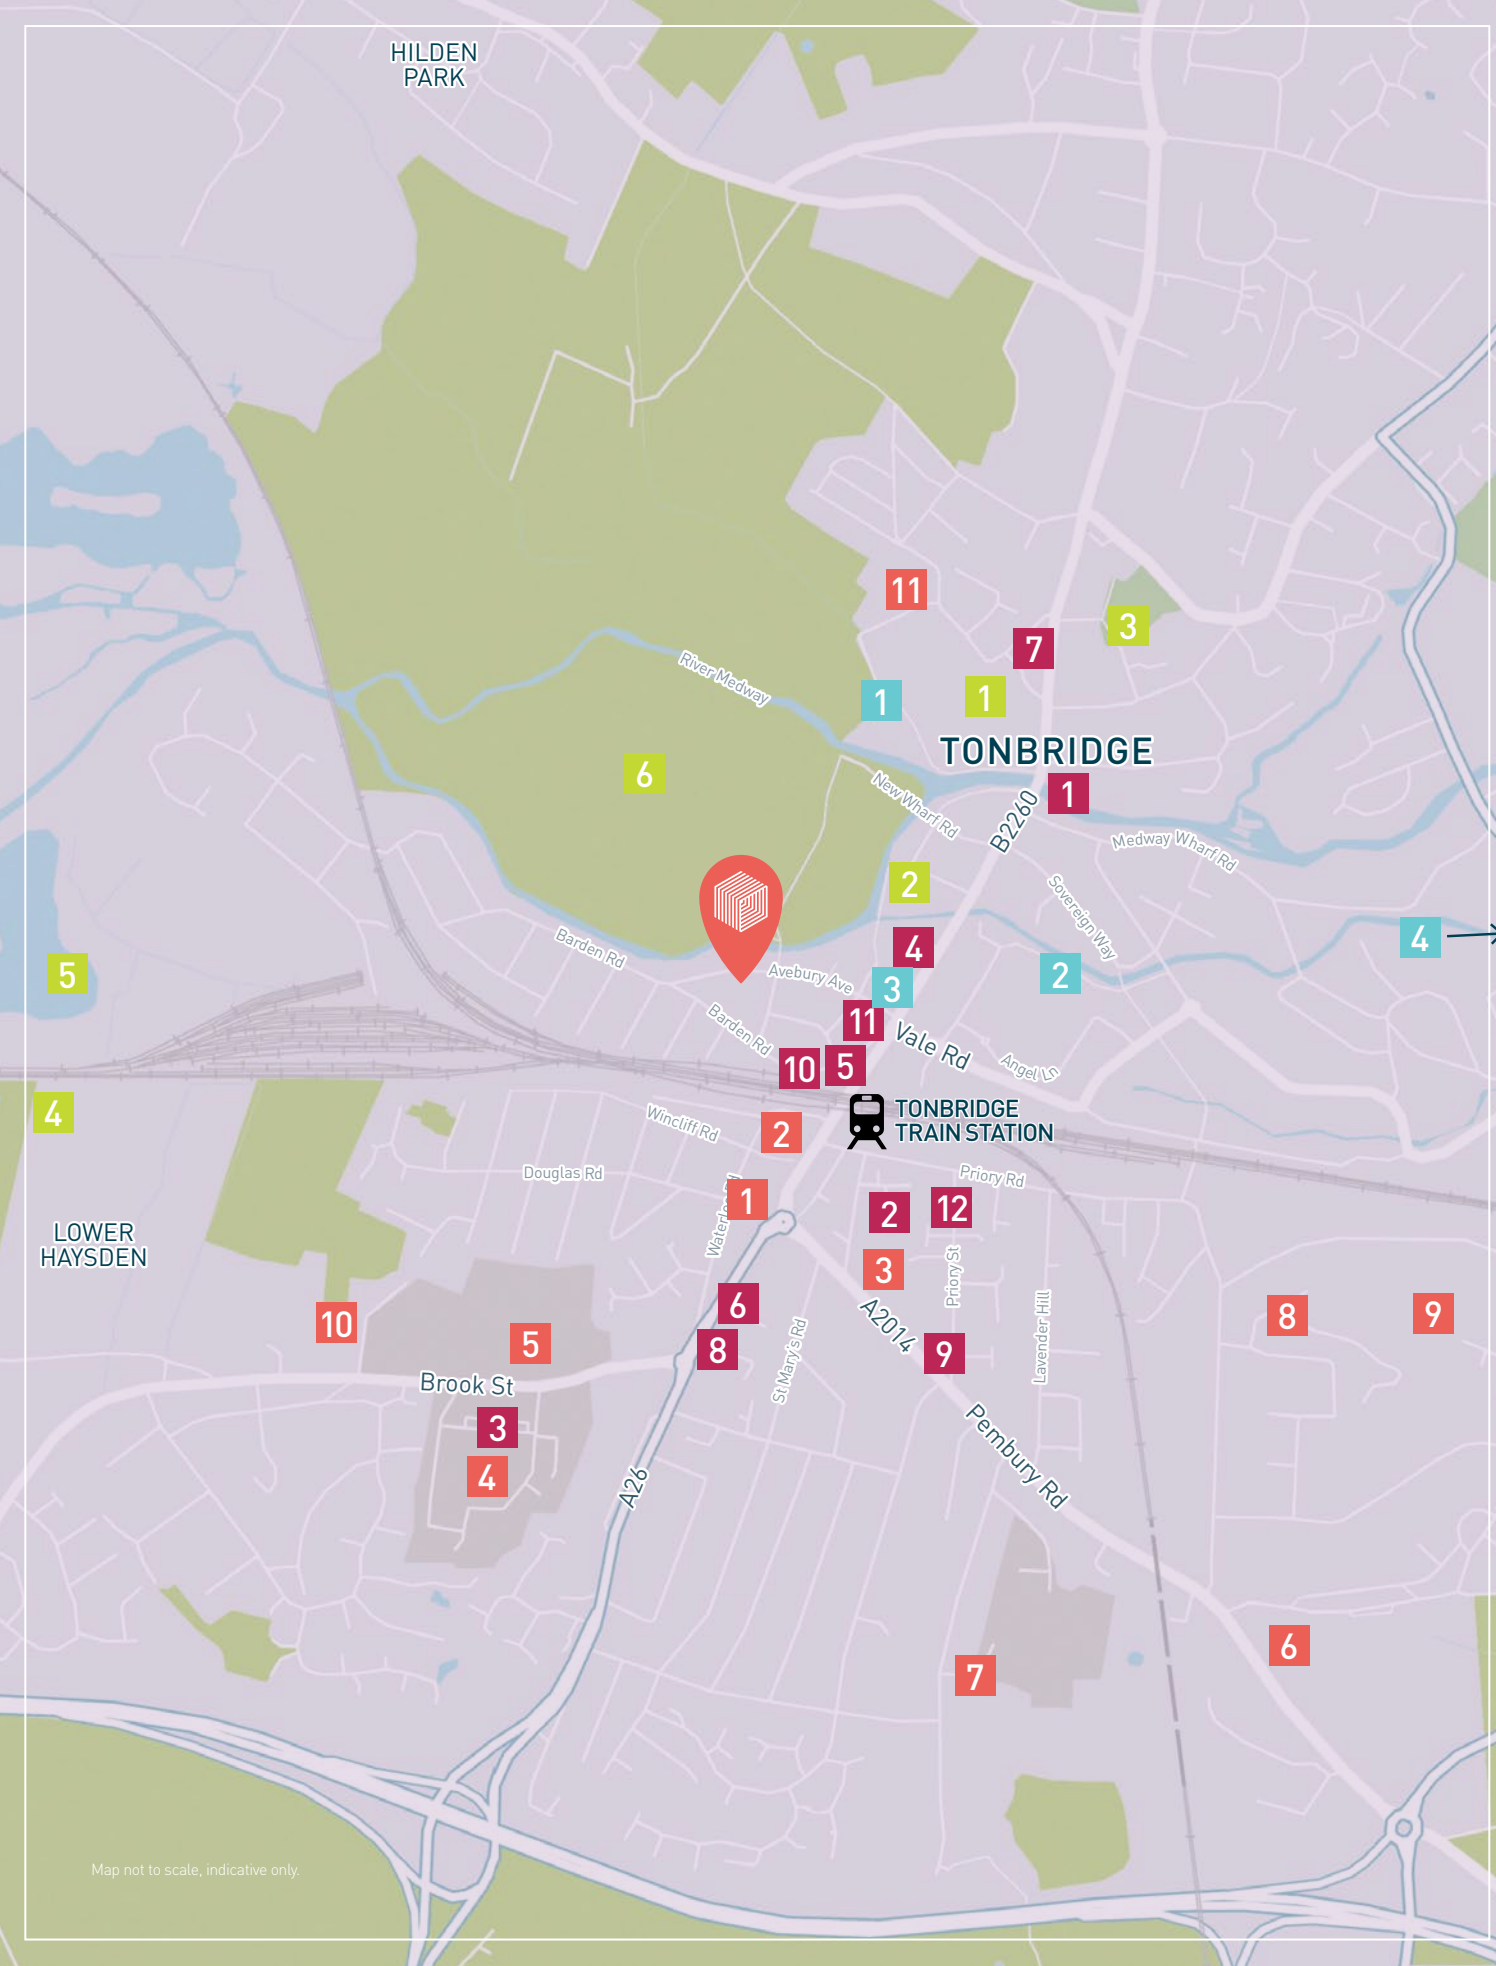 HILDEN
PARK
11
3
7
1
1
River Medway
TONBRIDGE
6
1
New Wharf Rd
B2260
Medway Wharf Rd
2
Sovereign Way
4
4
Barden Rd
5
Avebury Ave
2
3
11
Barden Rd
Vale Rd
10
5
Angel Ln
4
TONBRIDGE
TRAIN STATION
Wincliff Rd
2
Douglas Rd
Priory Rd
1
2
12
LOWER
HAYSDEN
3
Priory St
6
A2014
Lavender Hill
10
5
8
9
8
St Mary's Rd
9
Brook St
3
Pembury Rd
4
A26
6
7
Map not to scale, indicative only.